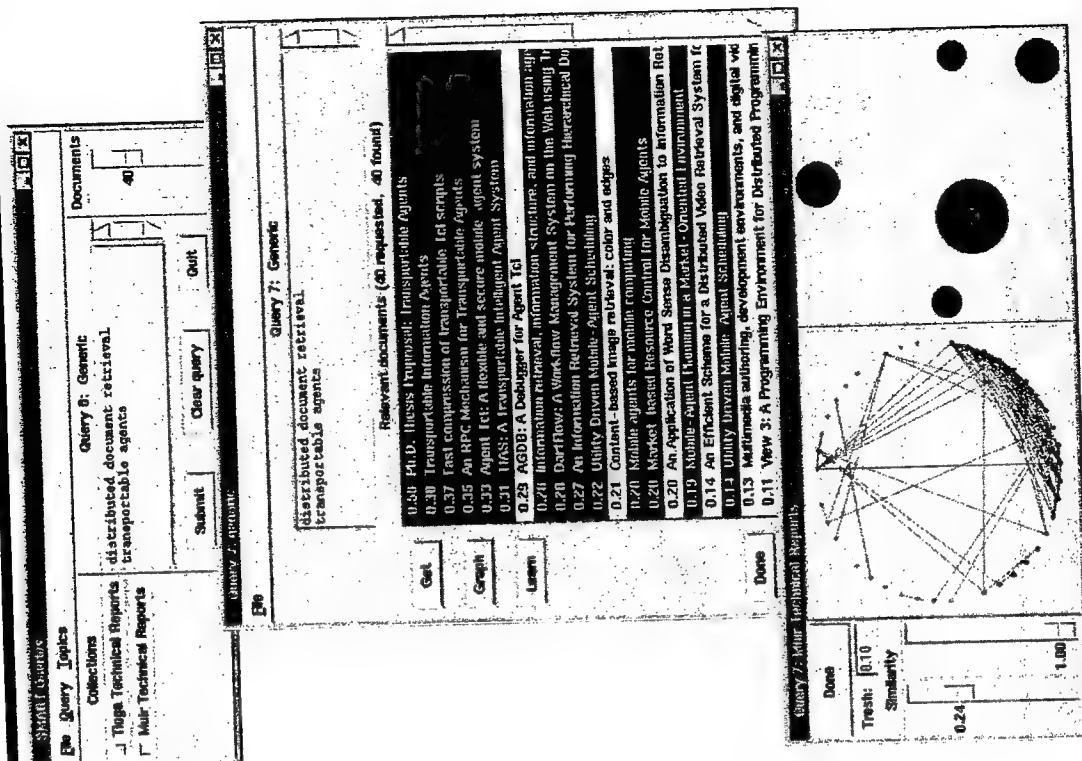 File Query Topics
Collections
Query 8: Generic
Documents
Tioga Technical Reports
Muir Technical Reports
distributed document retrieval
transportable agents
40
Submit
Clear query
Quit
Query 7: Generic
File
Query 7: Generic
distributed document retrieval
transportable agents
Relevant documents (40 requested, 40 found)
Get
Graph
Learn
Done
Ph.D. Thesis Proposal: Transportable Agents
Transportable Information Agents
0.37 Fast compression of transportable Tcl scripts
0.35 An RPC Mechanism for Transportable Agents
0.33 Agent Tcl: A flexible and secure mobile agent system
0.31 TIAS: A Transportable Intelligent Agent System
0.29 AGDB: A Debugger for Agent Tcl
0.28 Information retrieval, information structure, and information age
0.28 Dartflow: A Workflow Management System on the Web using Tr
0.27 An Information Retrieval System for Performing Hierarchical Do
0.22 Utility Driven Mobile-Agent Scheduling
0.21 Content-based image retrieval: color and edges
0.20 Mobile agents for mobile computing
0.20 Market-based Resource Control for Mobile Agents
0.20 An Application of Word Sense Disambiguation to Information Ret
0.19 Mobile-Agent Planning in a Market-Oriented Environment
0.14 An Efficient Scheme for a Distributed Video Retrieval System fo
0.14 Utility Driven Mobile-Agent Scheduling
0.13 Multimedia authoring, development environments, and digital vid
0.11 View 3: A Programming Environment for Distributed Programmin
Query 7: Muir Technical Reports
Done
Tresh: 0.10
Similarity
0.24
1.00